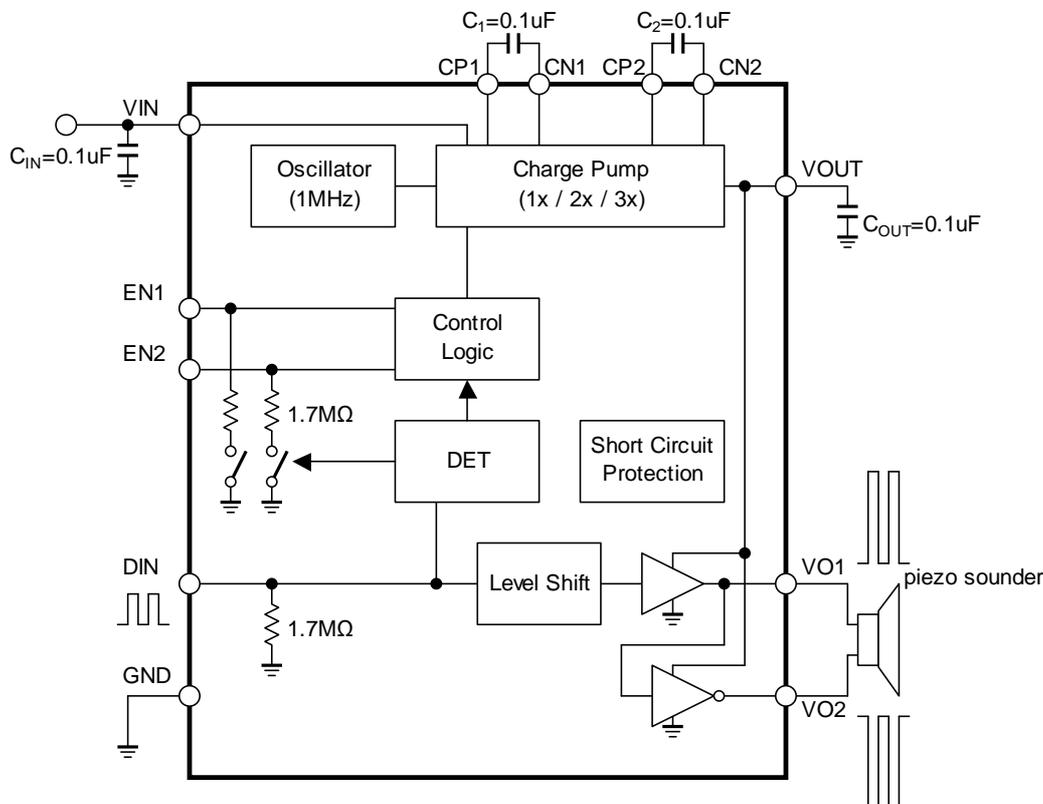 C1=0.1uF
C2=0.1uF
CP1
CN1
CP2
CN2
VIN
CIN=0.1uF
Oscillator
(1MHz)
Charge Pump
(1x / 2x / 3x)
VOUT
COUT=0.1uF
EN1
Control
Logic
EN2
1.7MΩ
DET
Short Circuit
Protection
DIN
Level Shift
VO1
piezo sounder
1.7MΩ
GND
VO2